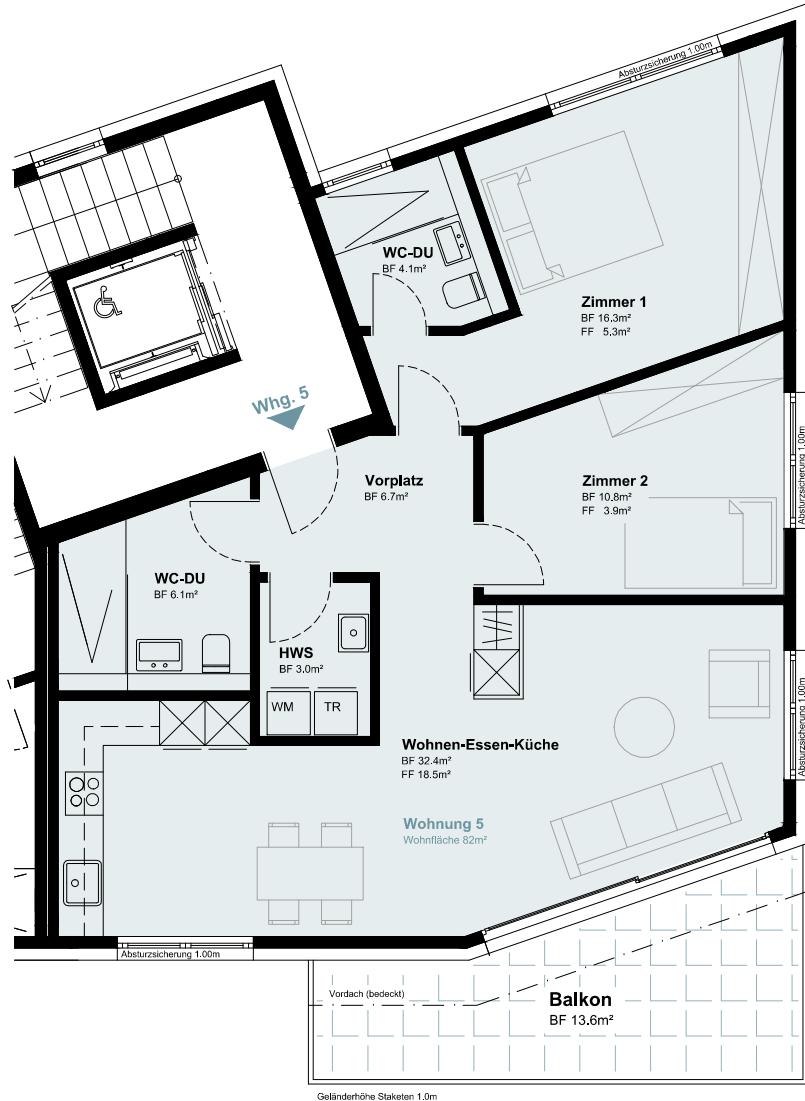 Absturzsicherung 1.00m
WC-DU
BF 4.1m²
Zimmer 1
BF 16.3m²
FF 5.3m²
Whg. 5
Absturzsicherung 1.00m
Vorplatz
BF 6.7m²
Zimmer 2
BF 10.8m²
FF 3.9m²
WC-DU
BF 6.1m²
HWS
BF 3.0m²
WM
TR
Absturzsicherung 1.00m
Wohnen-Essen-Küche
BF 32.4m²
FF 18.5m²
Wohnung 5
Wohnfläche 82m²
Absturzsicherung 1.00m
Vordach (bedeckt)
Balkon
BF 13.6m²
Geländerhöhe Staketen 1.0m